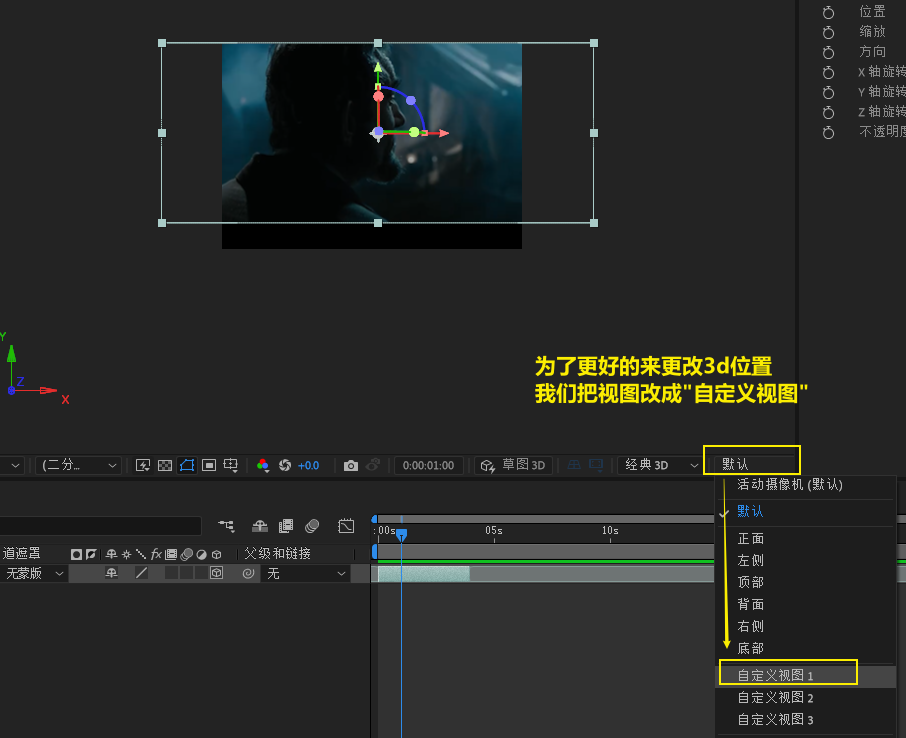 位置
缩放
方向
X 轴旋转
Y 轴旋转
Z 轴旋转
不透明度
Y
Z
X
为了更好的来更改3d位置
我们把视图改成"自定义视图"
(二分...
+0.0
0:00:01:00
草图 3D
经典 3D
默认
活动摄像机 (默认)
默认
正面
左侧
顶部
背面
右侧
底部
自定义视图 1
自定义视图 2
自定义视图 3
:00s
05s
10s
道遮罩
fx
父级和链接
无蒙版
无